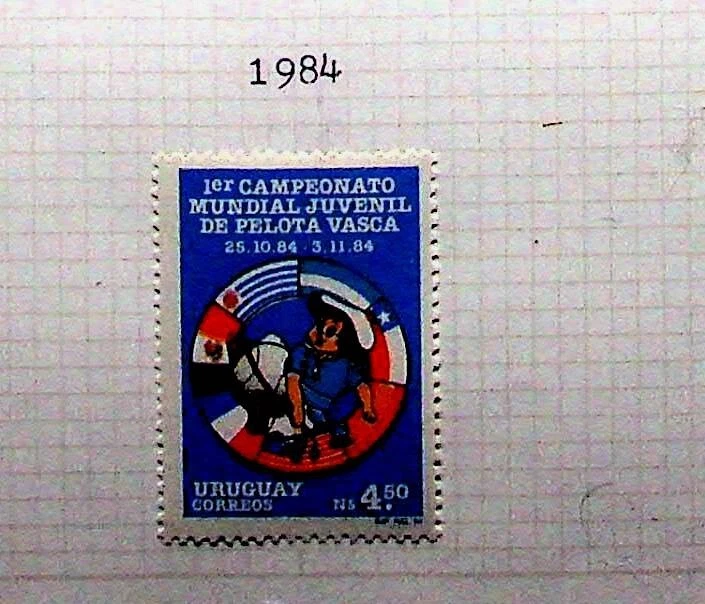 1984
1er CAMPEONATO
MUNDIAL JUVENIL
DE PELOTA VASCA
25.10.84 - 3.11.84
URUGUAY
CORREOS
N$ 4.50